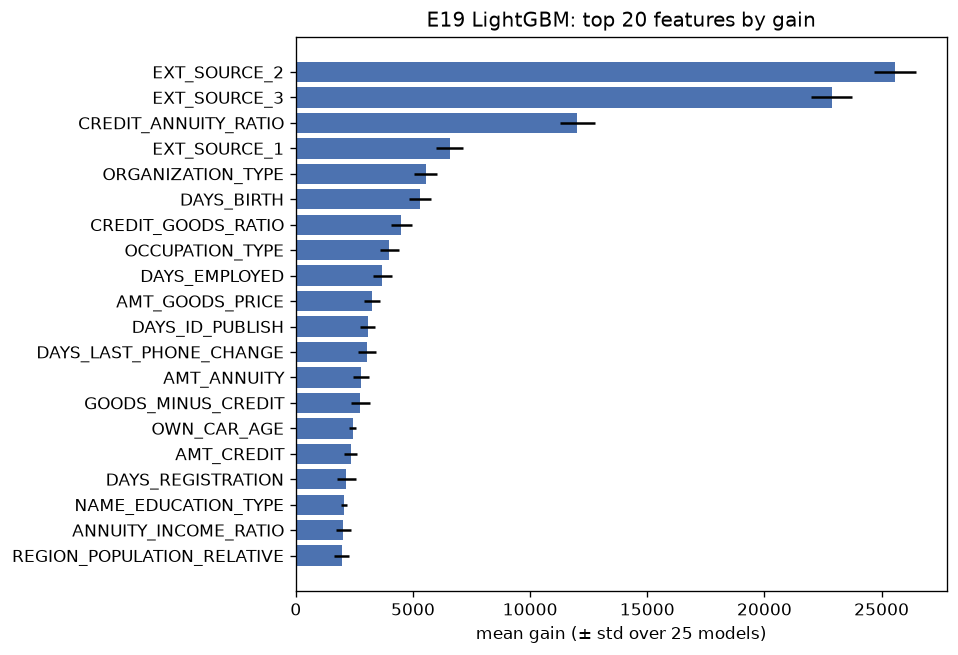 E19 LightGBM: top 20 features by gain
EXT_SOURCE_2
EXT_SOURCE_3
CREDIT_ANNUITY_RATIO
EXT_SOURCE_1
ORGANIZATION_TYPE
DAYS_BIRTH
CREDIT_GOODS_RATIO
OCCUPATION_TYPE
DAYS_EMPLOYED
AMT_GOODS_PRICE
DAYS_ID_PUBLISH
DAYS_LAST_PHONE_CHANGE
AMT_ANNUITY
GOODS_MINUS_CREDIT
OWN_CAR_AGE
AMT_CREDIT
DAYS_REGISTRATION
NAME_EDUCATION_TYPE
ANNUITY_INCOME_RATIO
REGION_POPULATION_RELATIVE
0 5000 10000 15000 20000 25000
mean gain (± std over 25 models)